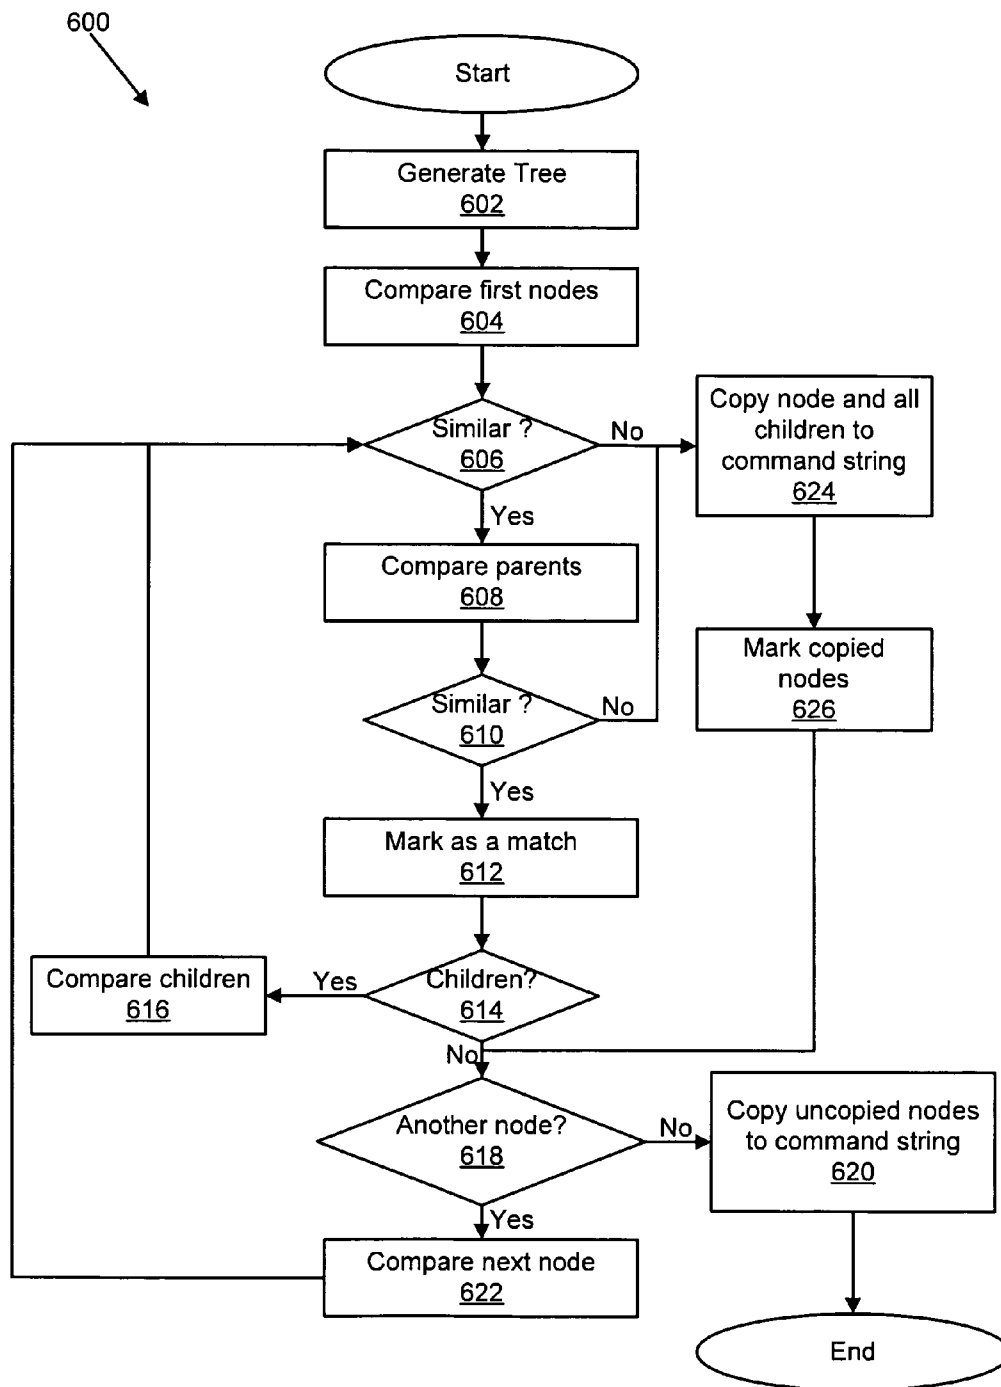 600
Start
Generate Tree
602
Compare first nodes
604
Similar ?
606
No
Yes
Copy node and all
children to
command string
624
Compare parents
608
Mark copied
nodes
626
Similar ?
610
No
Yes
Mark as a match
612
Children?
614
Yes
No
Compare children
616
Another node?
618
No
Yes
Copy uncopied nodes
to command string
620
Compare next node
622
End